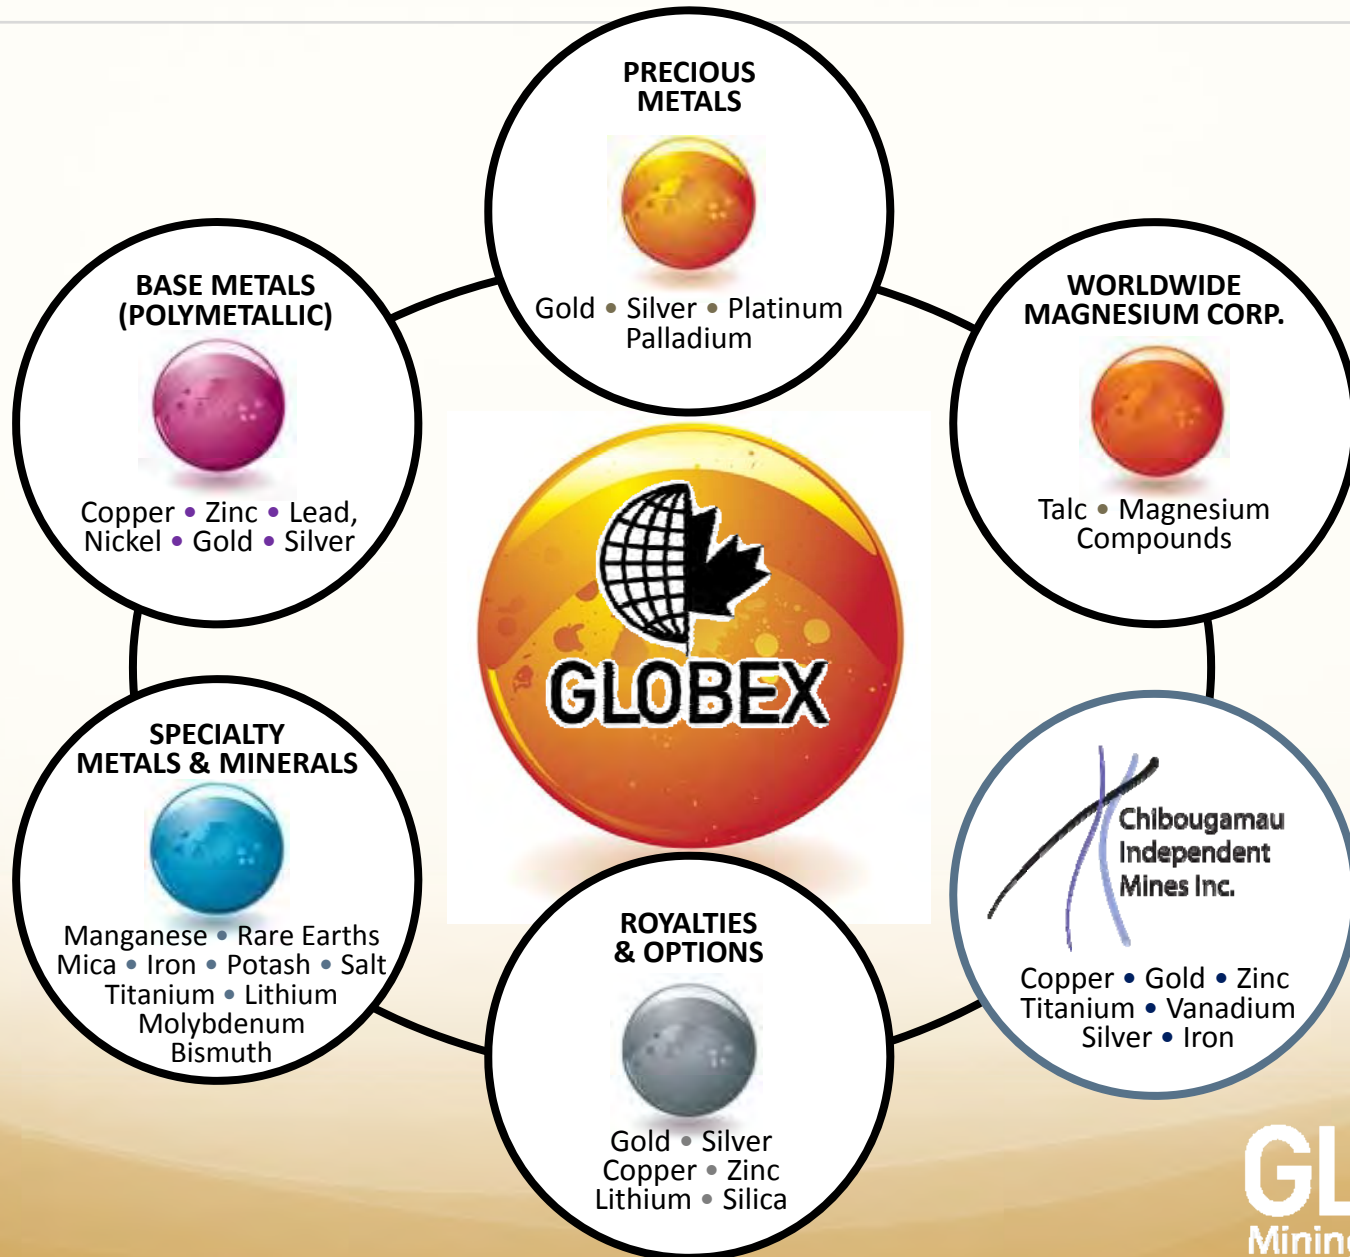 PRECIOUS
METALS
Gold • Silver • Platinum
Palladium
BASE METALS
(POLYMETALLIC)
Copper • Zinc • Lead,
Nickel • Gold • Silver
WORLDWIDE
MAGNESIUM CORP.
Talc • Magnesium
Compounds
GLOBEX
SPECIALTY
METALS & MINERALS
Manganese • Rare Earths
Mica • Iron • Potash • Salt
Titanium • Lithium
Molybdenum
Bismuth
Chibougamau
Independent
Mines Inc.
Copper • Gold • Zinc
Titanium • Vanadium
Silver • Iron
ROYALTIES
& OPTIONS
Gold • Silver
Copper • Zinc
Lithium • Silica
GL
Mining